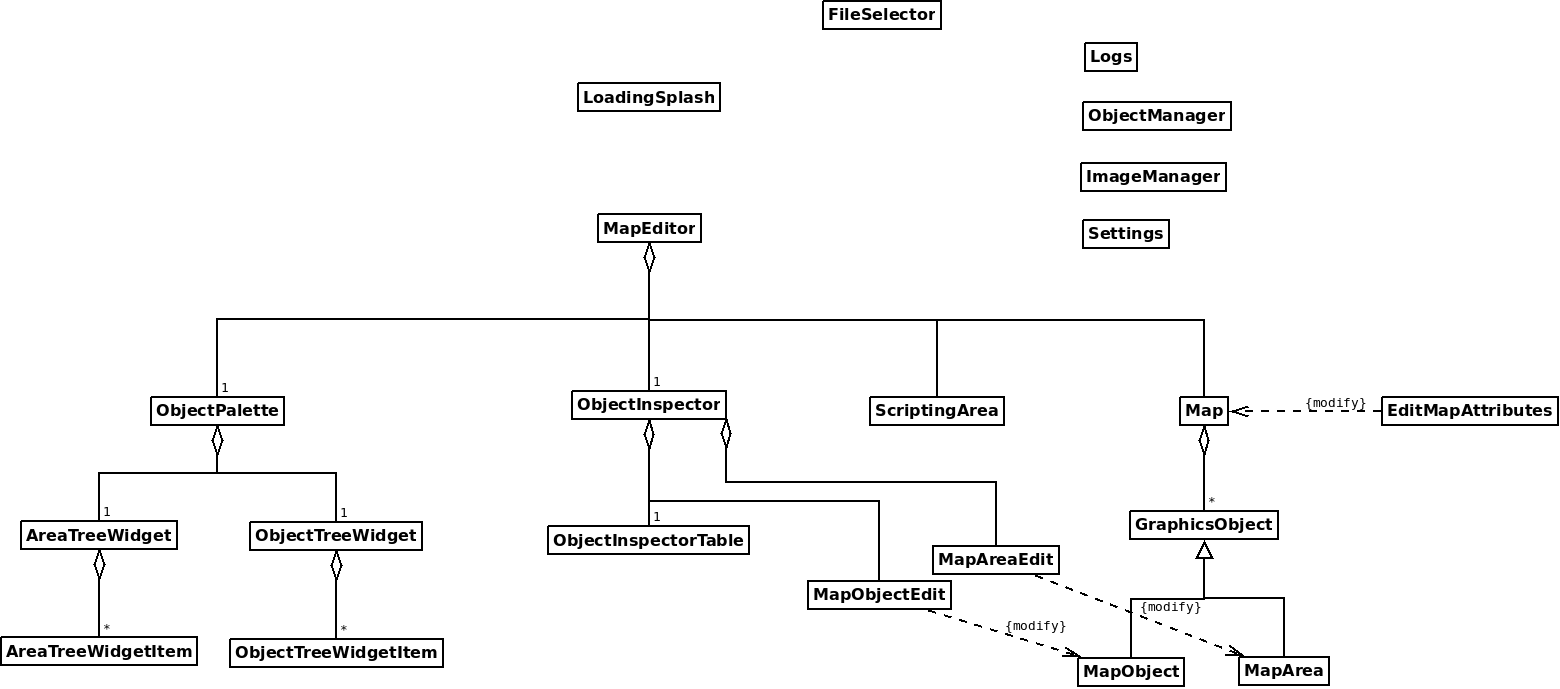 FileSelector
Logs
LoadingSplash
ObjectManager
ImageManager
MapEditor
Settings
1
1
ObjectPalette
ObjectInspector
ScriptingArea
Map
{modify}
EditMapAttributes
1
1
1
*
AreaTreeWidget
ObjectTreeWidget
ObjectInspectorTable
GraphicsObject
MapAreaEdit
MapObjectEdit
{modify}
{modify}
*
*
AreaTreeWidgetItem
ObjectTreeWidgetItem
MapObject
MapArea